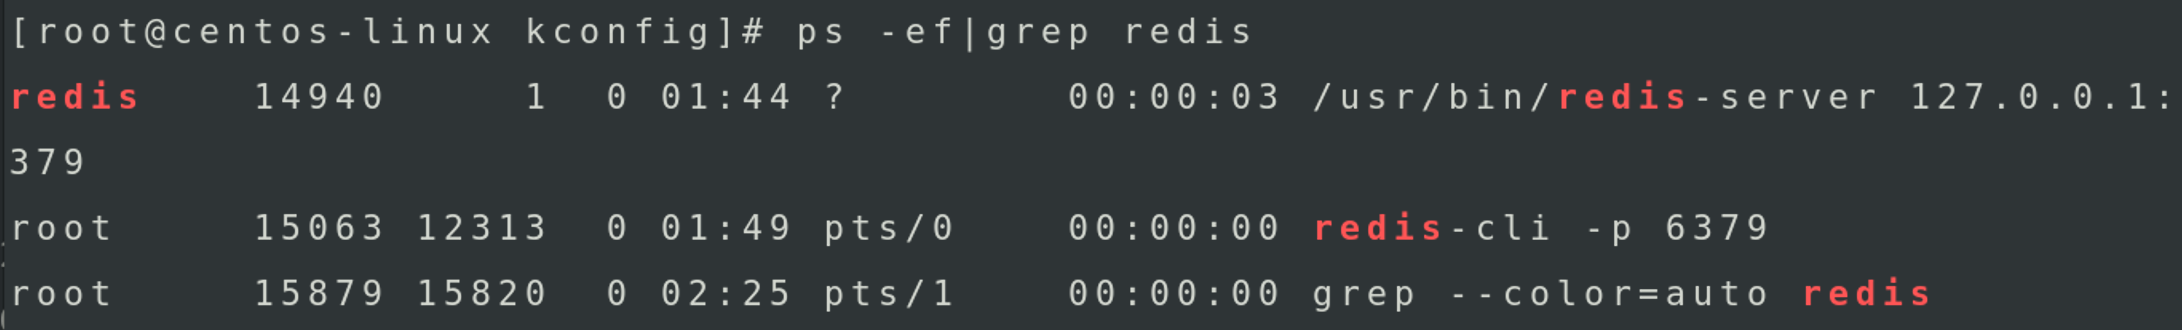 [root@centos-linux kconfig]# ps -ef|grep redis
redis    14940     1  0 01:44 ?        00:00:03 /usr/bin/redis-server 127.0.0.1:
379
root     15063 12313  0 01:49 pts/0    00:00:00 redis-cli -p 6379
root     15879 15820  0 02:25 pts/1    00:00:00 grep --color=auto redis